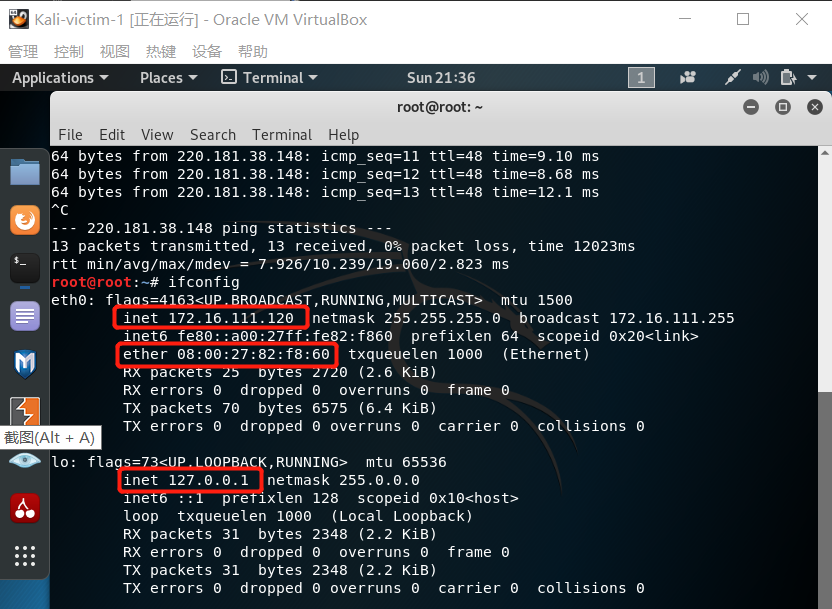 Kali-victim-1 [正在运行] - Oracle VM VirtualBox
管理 控制 视图 热键 设备 帮助
Applications Places Terminal Sun 21:36 1
root@root: ~
File Edit View Search Terminal Help
64 bytes from 220.181.38.148: icmp_seq=11 ttl=48 time=9.10 ms
64 bytes from 220.181.38.148: icmp_seq=12 ttl=48 time=8.68 ms
64 bytes from 220.181.38.148: icmp_seq=13 ttl=48 time=12.1 ms
^C
--- 220.181.38.148 ping statistics ---
13 packets transmitted, 13 received, 0% packet loss, time 12023ms
rtt min/avg/max/mdev = 7.926/10.239/19.060/2.823 ms
root@root:~# ifconfig
eth0: flags=4163<UP,BROADCAST,RUNNING,MULTICAST>  mtu 1500
inet 172.16.111.120  netmask 255.255.255.0  broadcast 172.16.111.255
inet6 fe80::a00:27ff:fe82:f860  prefixlen 64  scopeid 0x20<link>
ether 08:00:27:82:f8:60  txqueuelen 1000  (Ethernet)
RX packets 25  bytes 2720 (2.6 KiB)
RX errors 0  dropped 0  overruns 0  frame 0
TX packets 70  bytes 6575 (6.4 KiB)
TX errors 0  dropped 0 overruns 0  carrier 0  collisions 0
截图(Alt + A)
lo: flags=73<UP,LOOPBACK,RUNNING>  mtu 65536
inet 127.0.0.1  netmask 255.0.0.0
inet6 ::1  prefixlen 128  scopeid 0x10<host>
loop  txqueuelen 1000  (Local Loopback)
RX packets 31  bytes 2348 (2.2 KiB)
RX errors 0  dropped 0  overruns 0  frame 0
TX packets 31  bytes 2348 (2.2 KiB)
TX errors 0  dropped 0 overruns 0  carrier 0  collisions 0